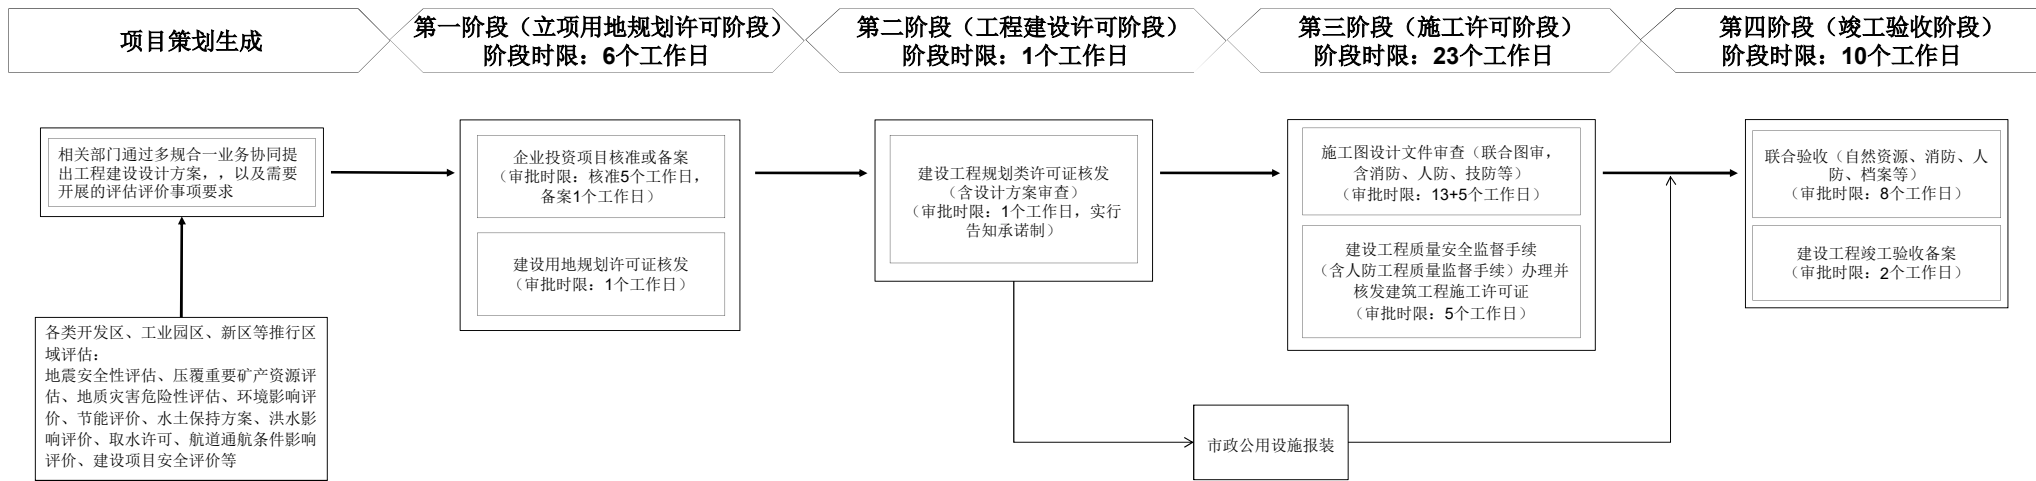 项目策划生成
第一阶段（立项用地规划许可阶段）
阶段时限：6个工作日
第二阶段（工程建设许可阶段）
阶段时限：1个工作日
第三阶段（施工许可阶段）
阶段时限：23个工作日
第四阶段（竣工验收阶段）
阶段时限：10个工作日
相关部门通过多规合一业务协同提
出工程建设设计方案，，以及需要
开展的评估评价事项要求
各类开发区、工业园区、新区等推行区
域评估：
地震安全性评估、压覆重要矿产资源评
估、地质灾害危险性评估、环境影响评
价、节能评价、水土保持方案、洪水影
响评价、取水许可、航道通航条件影响
评价、建设项目安全评价等
企业投资项目核准或备案
（审批时限：核准5个工作日，
备案1个工作日）
建设用地规划许可证核发
（审批时限：1个工作日）
建设工程规划类许可证核发
（含设计方案审查）
（审批时限：1个工作日，实行
告知承诺制）
施工图设计文件审查（联合图审，
含消防、人防、技防等）
（审批时限：13+5个工作日）
建设工程质量安全监督手续
（含人防工程质量监督手续）办理并
核发建筑工程施工许可证
（审批时限：5个工作日）
市政公用设施报装
联合验收（自然资源、消防、人
防、档案等）
（审批时限：8个工作日）
建设工程竣工验收备案
（审批时限：2个工作日）